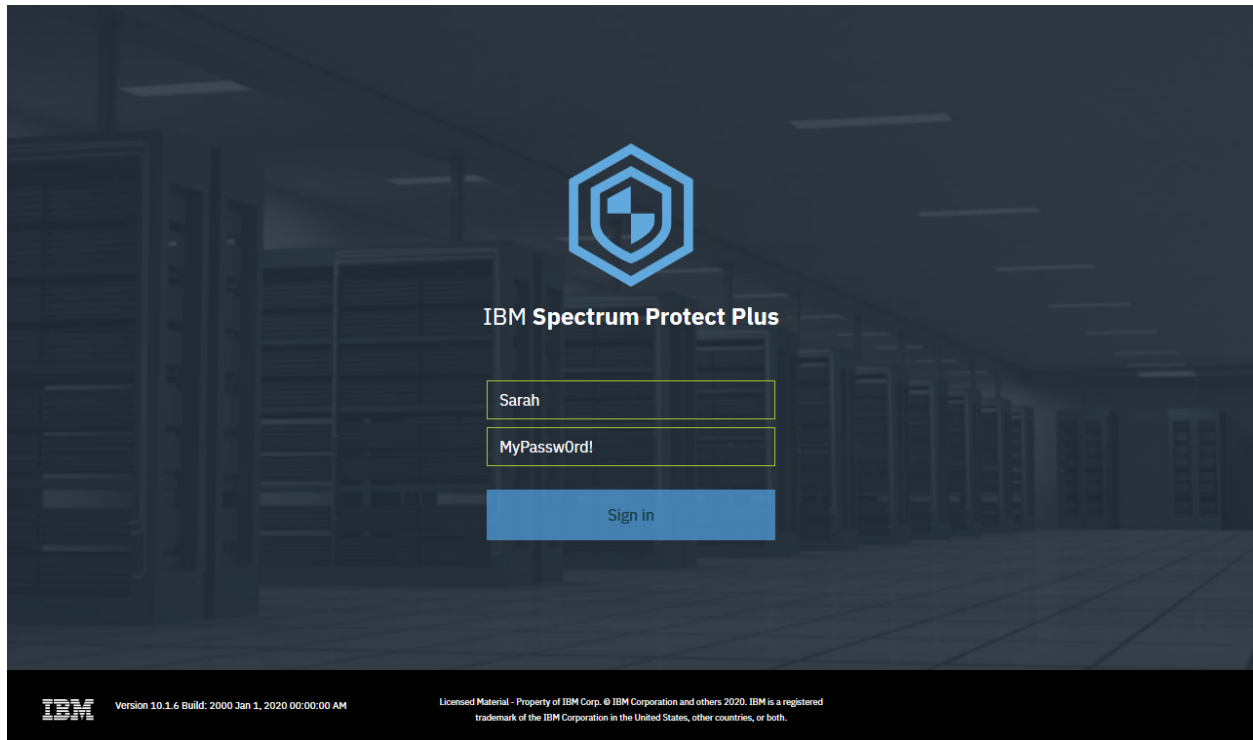 IBM Spectrum Protect Plus
Sarah
MyPassw0rd!
Sign in
IBM
Version 10.1.6 Build: 2000 Jan 1, 2020 00:00:00 AM
Licensed Material - Property of IBM Corp. © IBM Corporation and others 2020. IBM is a registered
trademark of the IBM Corporation in the United States, other countries, or both.